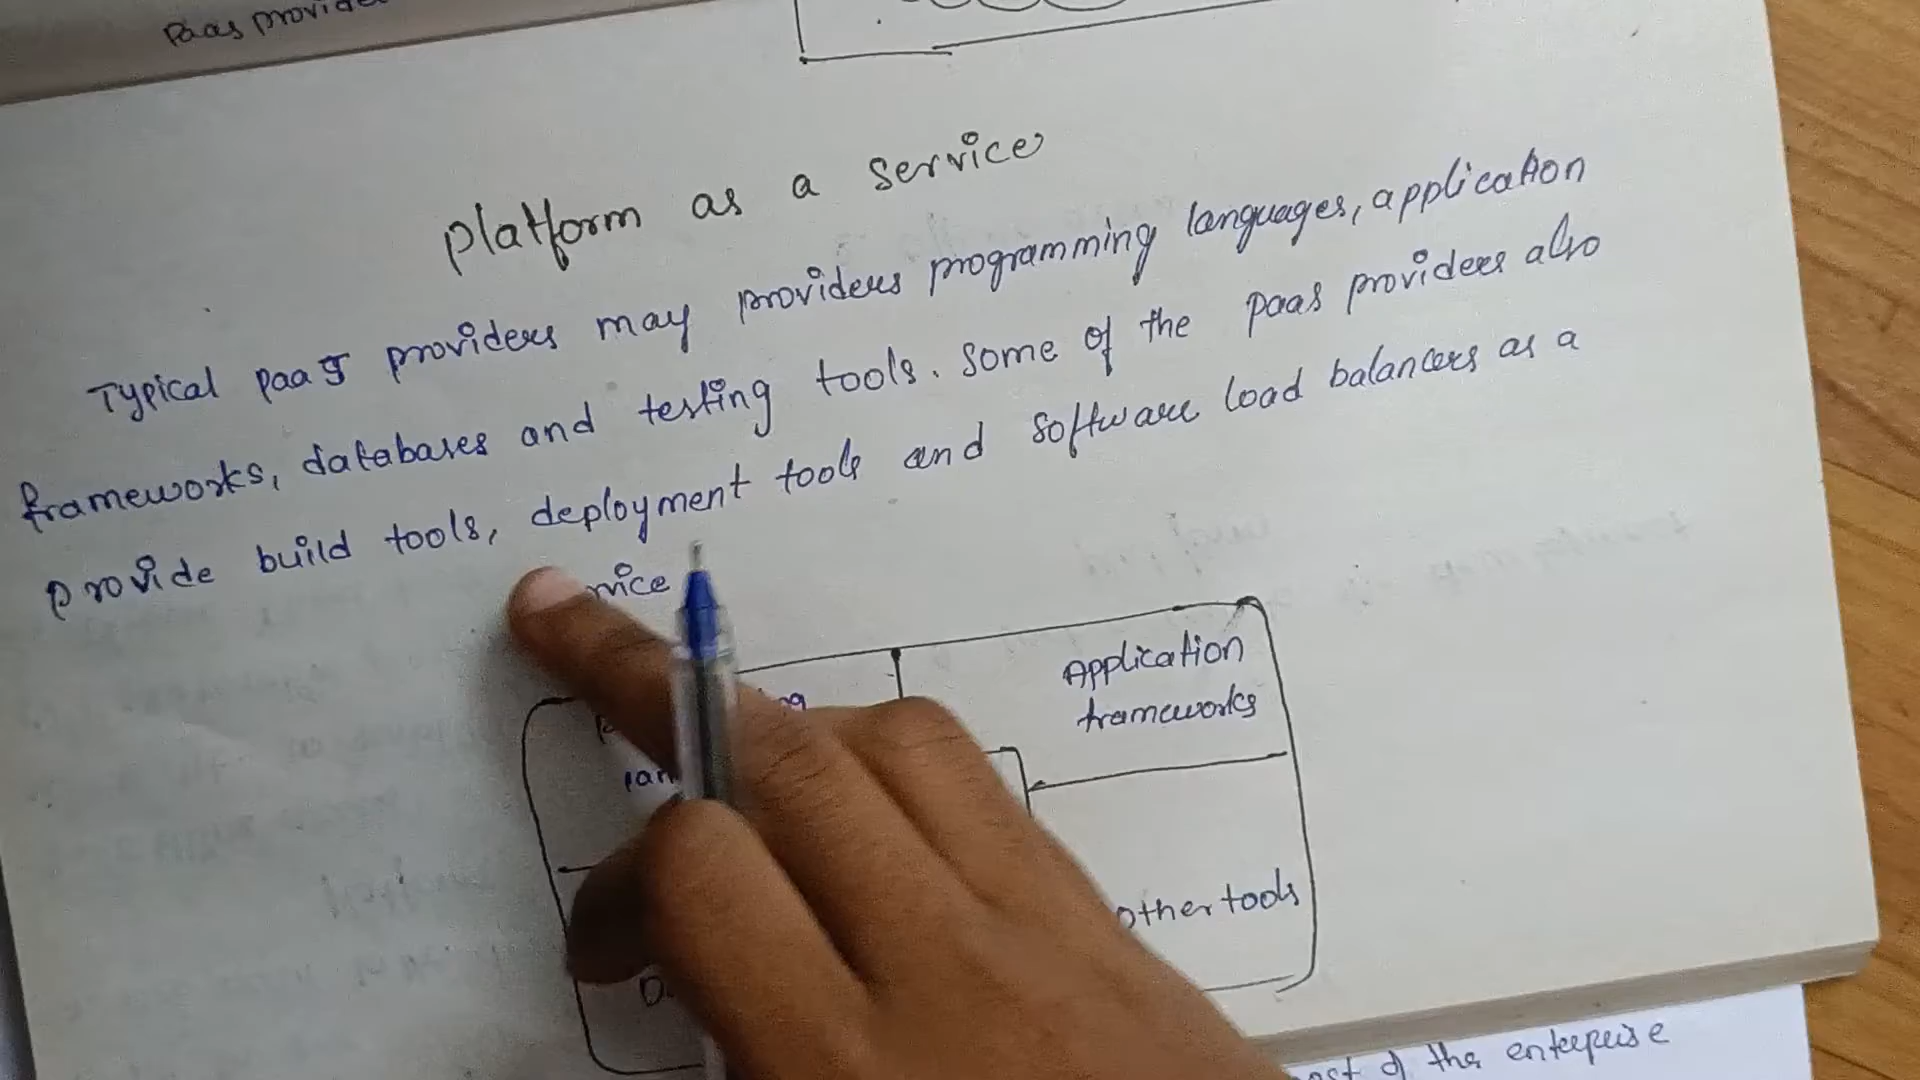 Paas provide
Platform as a service
Typical paas providers may providers programming languages, application
frameworks, databases and testing tools. Some of the paas providers also
provide build tools, deployment tools and software load balancers as a
vice
Application
frameworks
other tools
of the enterprise